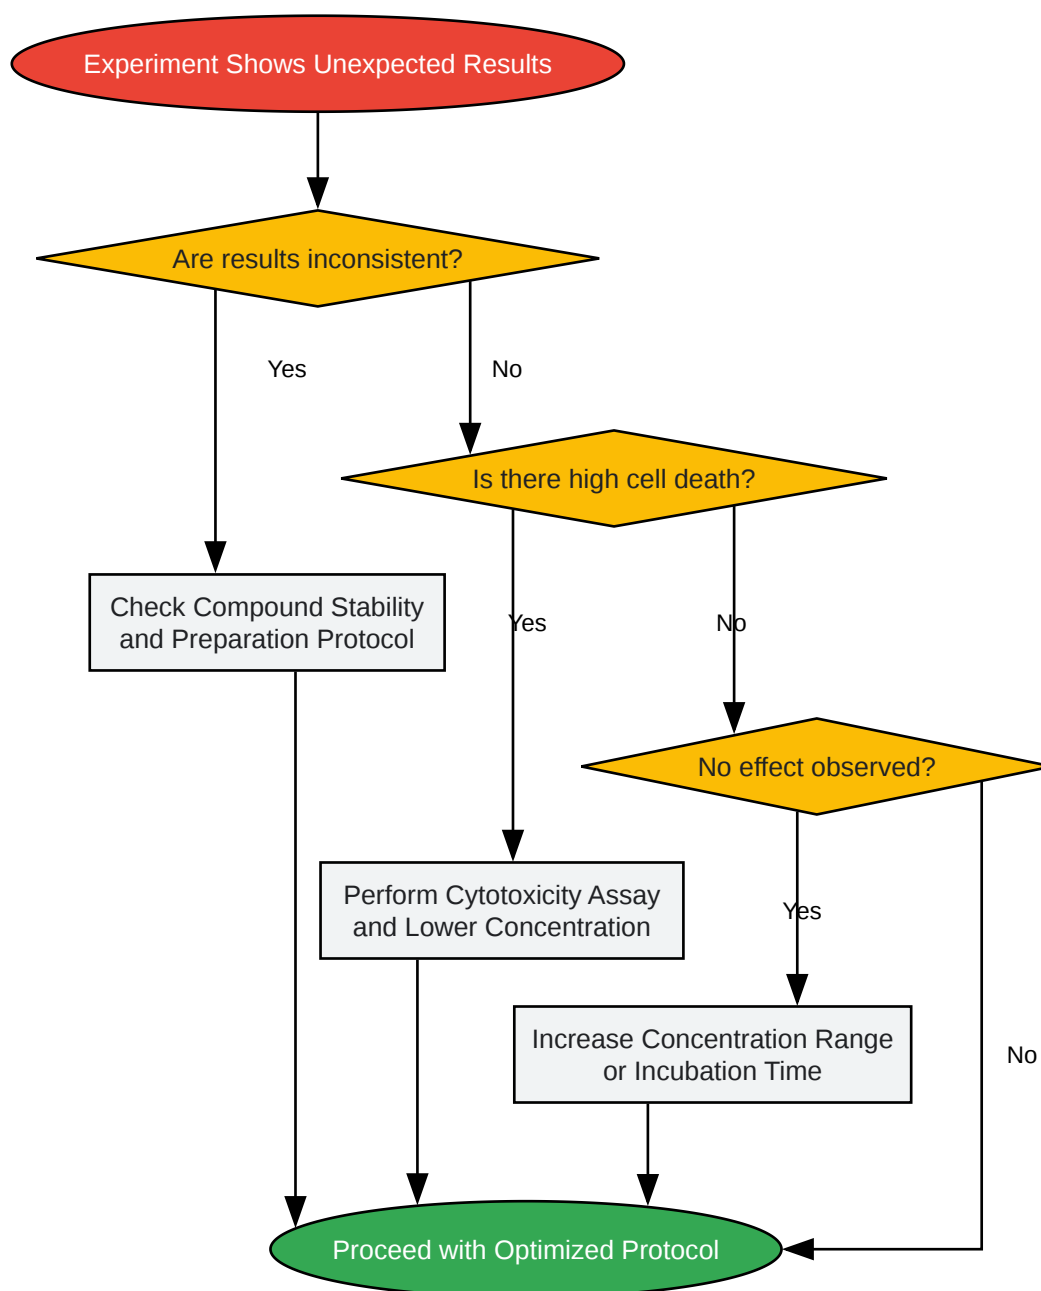 Experiment Shows Unexpected Results
Are results inconsistent?
Yes
No
Is there high cell death?
Check Compound Stability
and Preparation Protocol
Yes
No
No effect observed?
Perform Cytotoxicity Assay
and Lower Concentration
Yes
Increase Concentration Range
or Incubation Time
No
Proceed with Optimized Protocol